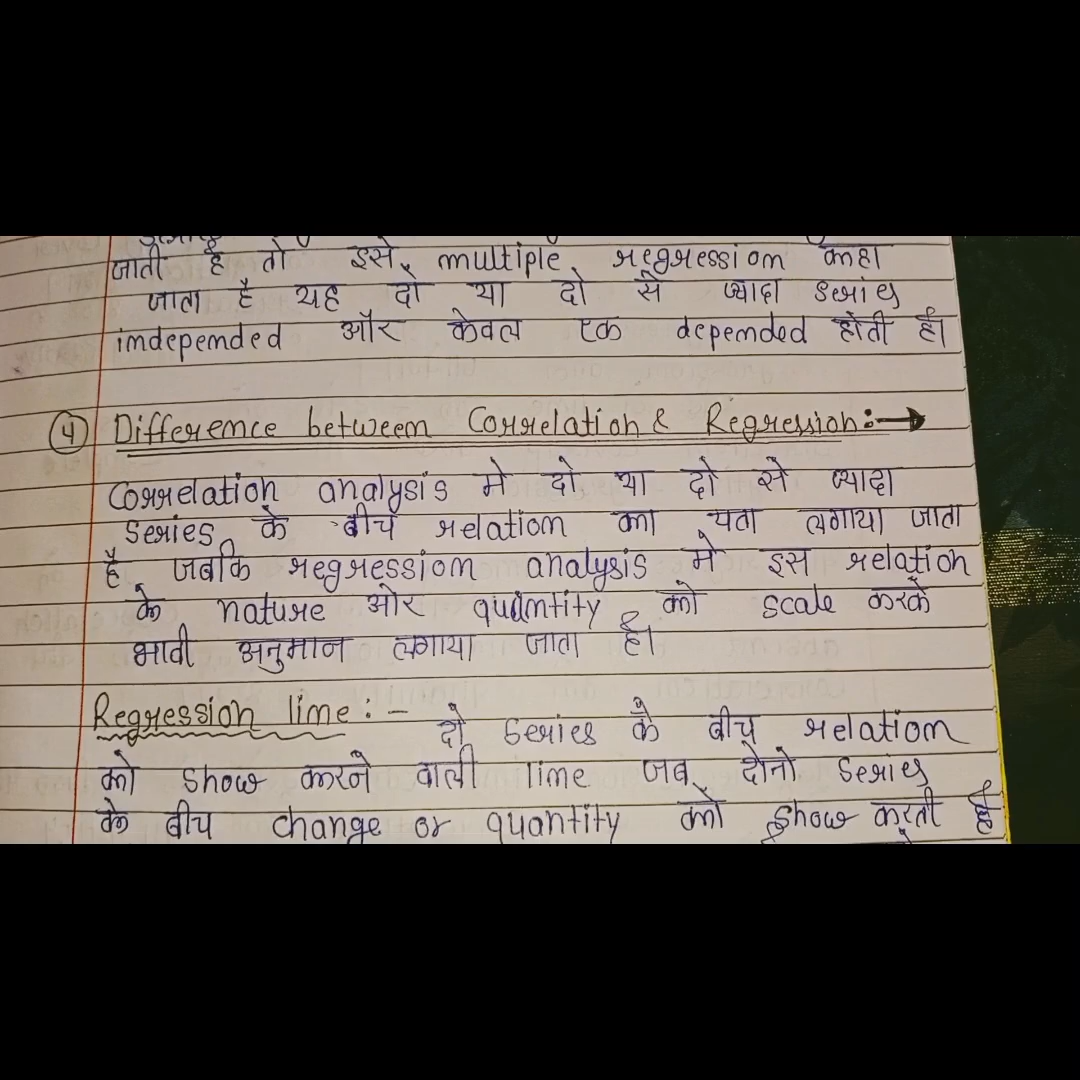 जाती है तो इसे multiple regression कहा
जाता है यह दो या दो से ज्यादा series
independed और केवल एक depended होती है।
④ Difference between Correlation & Regression :→
Correlation analysis मे दो या दो से ज्यादा
series के बीच relation का पता लगाया जाता
है जबकि regression analysis मे इस relation
के nature ओर quantity को scale करके
भावी अनुमान लगाया जाता है।
Regression line :- दो series के बीच relation
को show करने वाली line जब दोनो series
के बीच change or quantity को show करती है